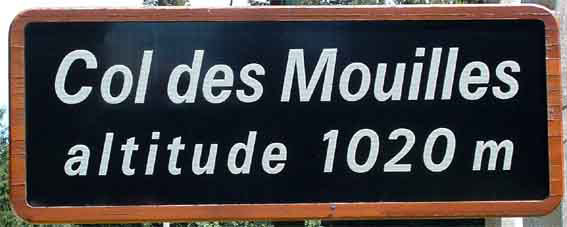 Col des Mouilles
altitude 1020 m